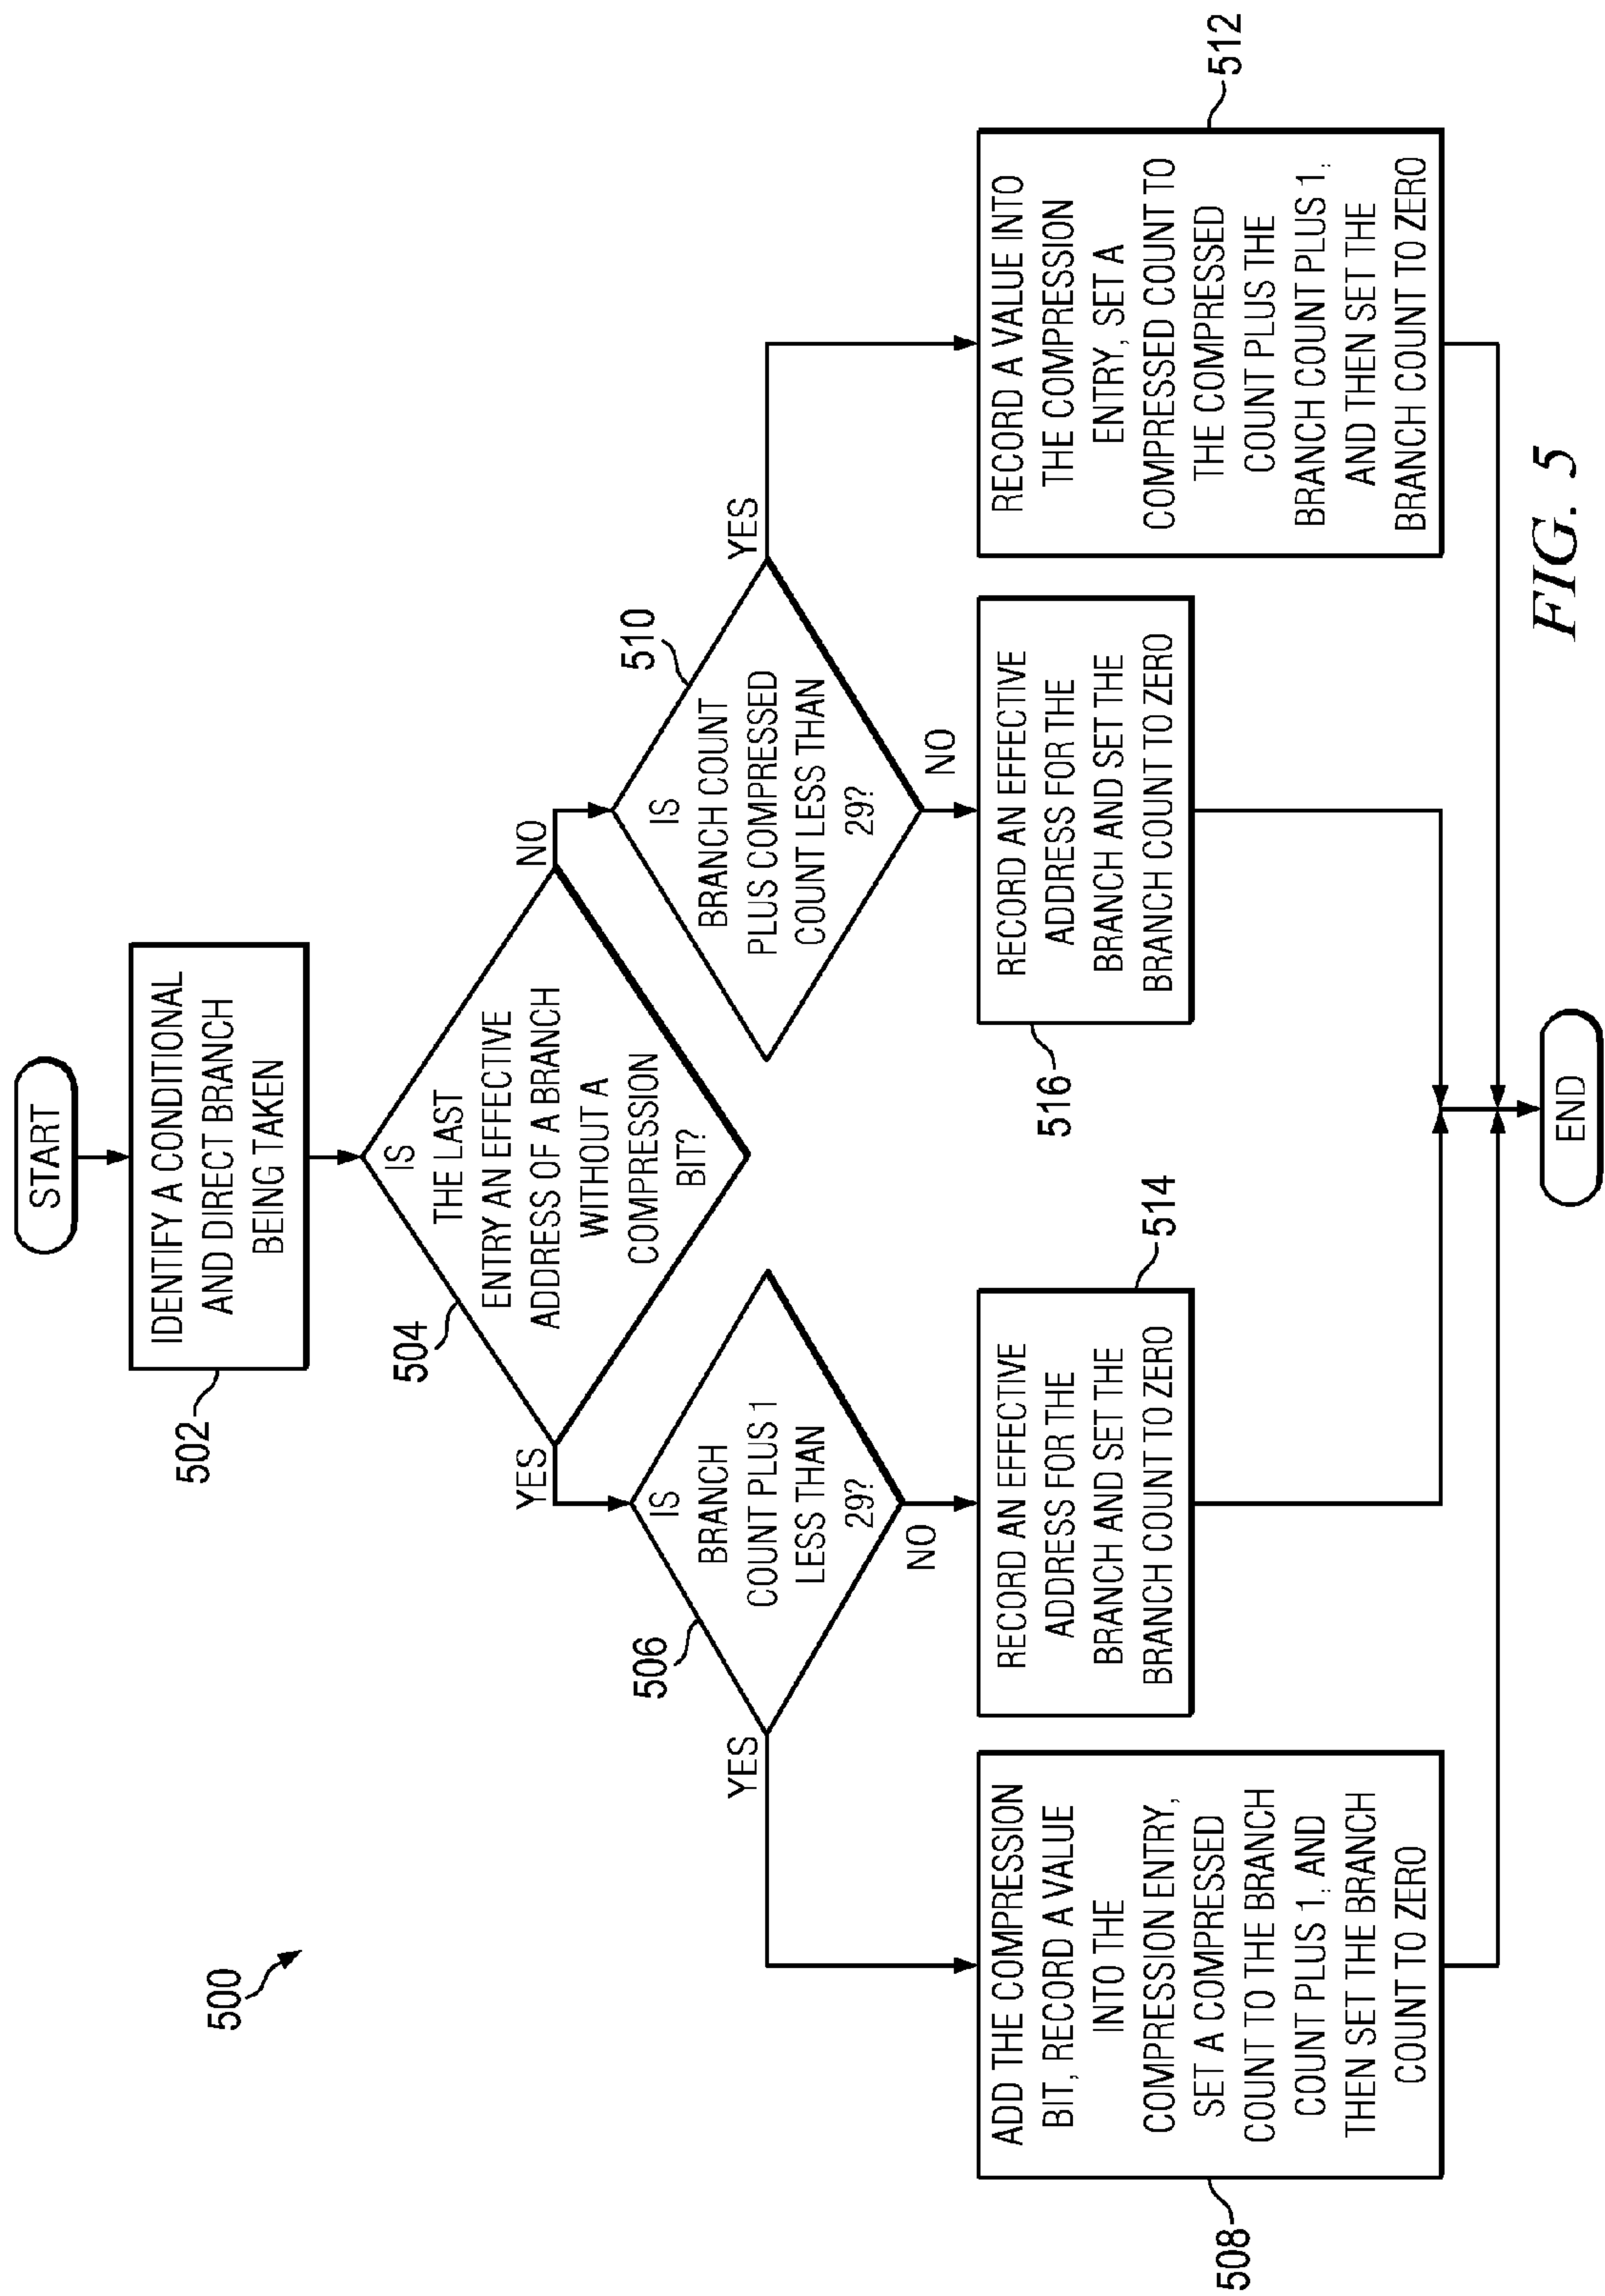 500
START
IDENTIFY A CONDITIONAL
AND DIRECT BRANCH
BEING TAKEN
502
IS
THE LAST
ENTRY AN EFFECTIVE
ADDRESS OF A BRANCH
WITHOUT A
COMPRESSION
BIT?
504
YES
NO
IS
BRANCH
COUNT PLUS 1
LESS THAN
29?
506
YES
NO
IS
BRANCH COUNT
PLUS COMPRESSED
COUNT LESS THAN
29?
510
YES
NO
ADD THE COMPRESSION
BIT, RECORD A VALUE
INTO THE
COMPRESSION ENTRY,
SET A COMPRESSED
COUNT TO THE BRANCH
COUNT PLUS 1, AND
THEN SET THE BRANCH
COUNT TO ZERO
508
RECORD AN EFFECTIVE
ADDRESS FOR THE
BRANCH AND SET THE
BRANCH COUNT TO ZERO
514
RECORD AN EFFECTIVE
ADDRESS FOR THE
BRANCH AND SET THE
BRANCH COUNT TO ZERO
516
RECORD A VALUE INTO
THE COMPRESSION
ENTRY, SET A
COMPRESSED COUNT TO
THE COMPRESSED
COUNT PLUS THE
BRANCH COUNT PLUS 1,
AND THEN SET THE
BRANCH COUNT TO ZERO
512
END
FIG. 5